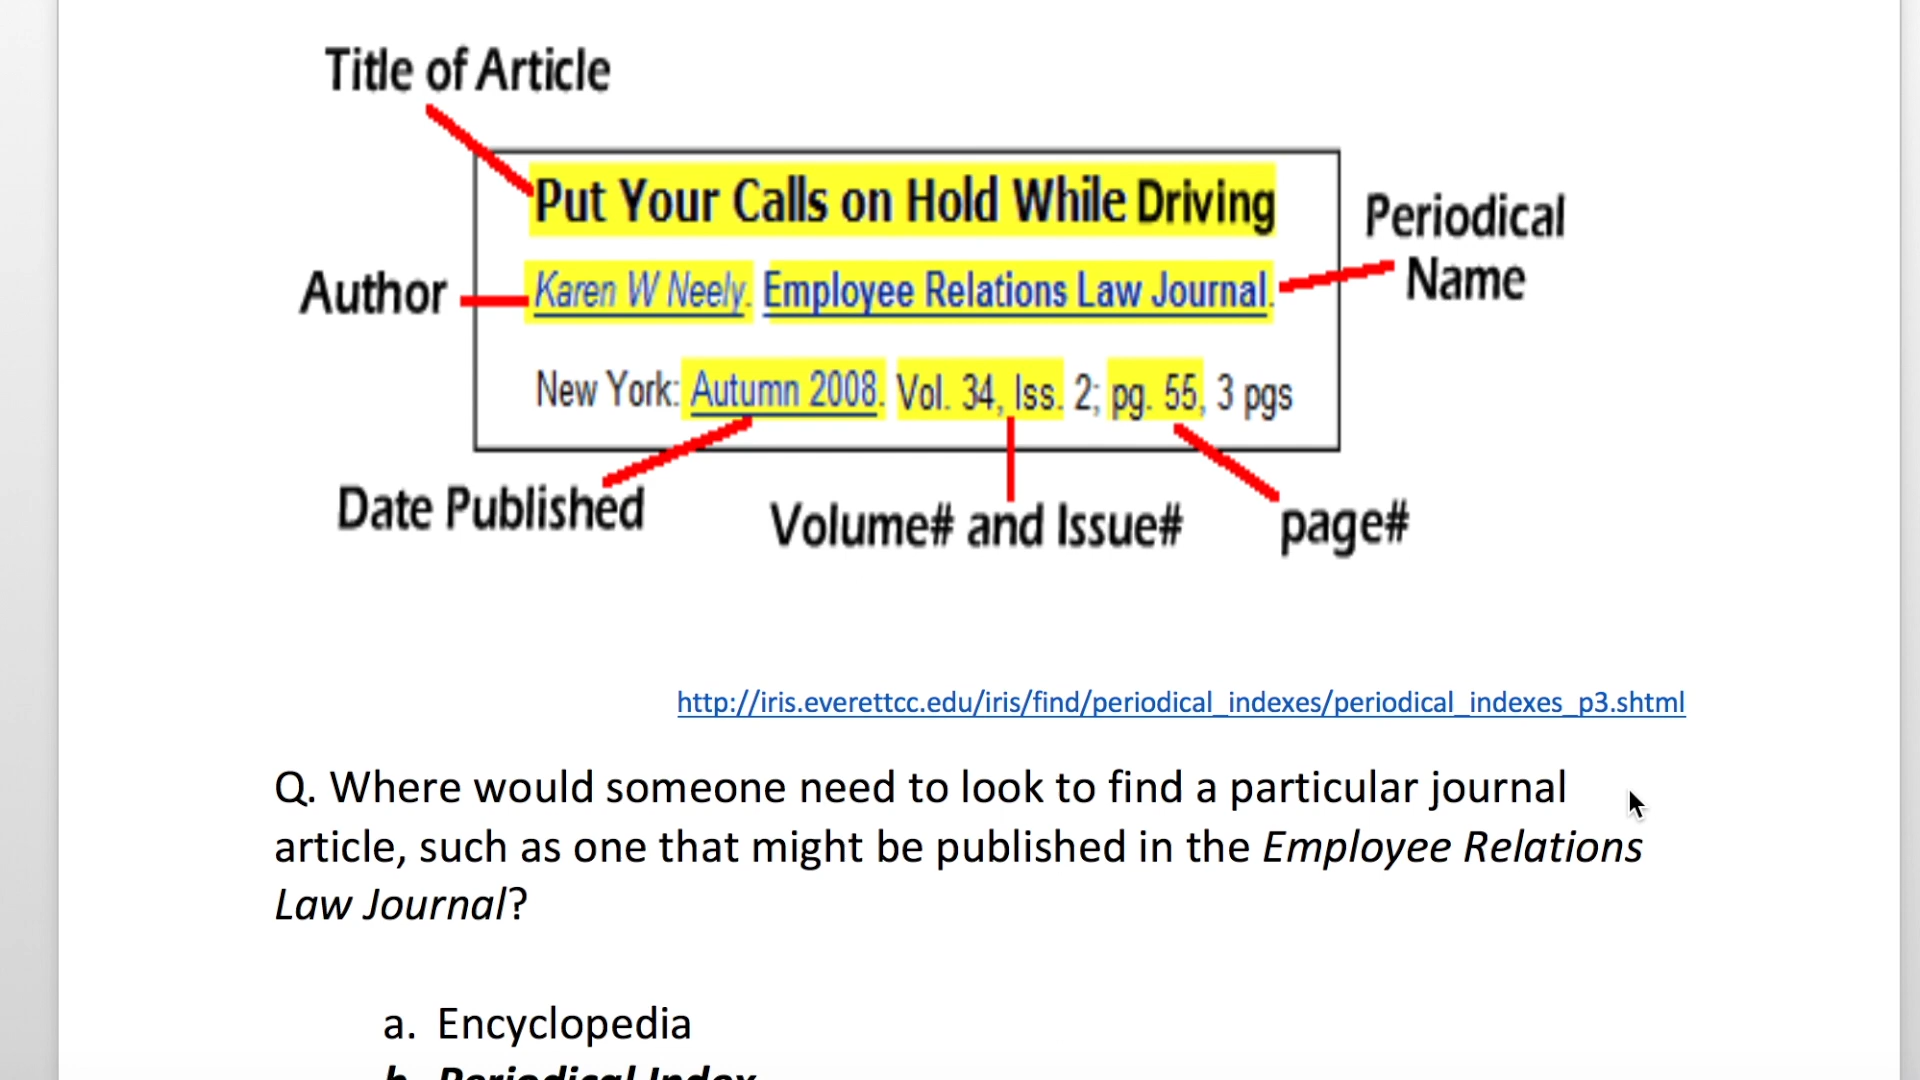 Title of Article
Put Your Calls on Hold While Driving
Periodical
Name
Author
Karen W Neely. Employee Relations Law Journal.
New York: Autumn 2008. Vol. 34, Iss. 2; pg. 55, 3 pgs
Date Published
Volume# and Issue#
page#
http://iris.everettcc.edu/iris/find/periodical_indexes/periodical_indexes_p3.shtml
Q. Where would someone need to look to find a particular journal
article, such as one that might be published in the Employee Relations
Law Journal?
a. Encyclopedia
b. Periodical Index